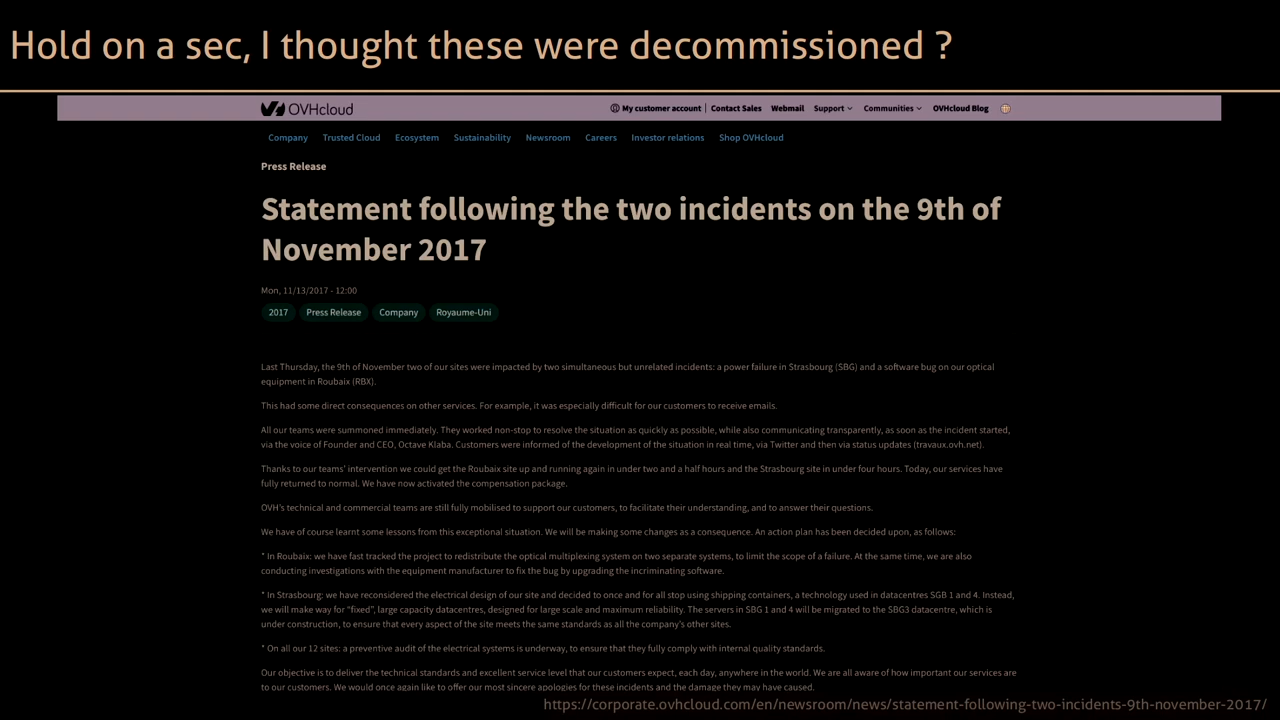 Hold on a sec, I thought these were decommissioned ?
OVHcloud My customer account | Contact Sales Webmail Support Communities OVHcloud Blog
Company Trusted Cloud Ecosystem Sustainability Newsroom Careers Investor relations Shop OVHcloud
Press Release
Statement following the two incidents on the 9th of
November 2017
Mon, 11/13/2017 - 12:00
2017 Press Release Company Royaume-Uni
Last Thursday, the 9th of November two of our sites were impacted by two simultaneous but unrelated incidents: a power failure in Strasbourg (SBG) and a software bug on our optical
equipment in Roubaix (RBX).
This had some direct consequences on other services. For example, it was especially difficult for our customers to receive emails.
All our teams were summoned immediately. They worked non-stop to resolve the situation as quickly as possible, while also communicating transparently, as soon as the incident started,
via the voice of Founder and CEO, Octave Klaba. Customers were informed of the development of the situation in real time, via Twitter and then via status updates (travaux.ovh.net).
Thanks to our teams' intervention we could get the Roubaix site up and running again in under two and a half hours and the Strasbourg site in under four hours. Today, our services have
fully returned to normal. We have now activated the compensation package.
OVH's technical and commercial teams are still fully mobilised to support our customers, to facilitate their understanding, and to answer their questions.
We have of course learnt some lessons from this exceptional situation. We will be making some changes as a consequence. An action plan has been decided upon, as follows:
* In Roubaix: we have fast tracked the project to redistribute the optical multiplexing system on two separate systems, to limit the scope of a failure. At the same time, we are also
conducting investigations with the equipment manufacturer to fix the bug by upgrading the incriminating software.
* In Strasbourg: we have reconsidered the electrical design of our site and decided to once and for all stop using shipping containers, a technology used in datacentres SGB 1 and 4. Instead,
we will make way for "fixed", large capacity datacentres, designed for large scale and maximum reliability. The servers in SBG 1 and 4 will be migrated to the SBG3 datacentre, which is
under construction, to ensure that every aspect of the site meets the same standards as all the company's other sites.
* On all our 12 sites: a preventive audit of the electrical systems is underway, to ensure that they fully comply with internal quality standards.
Our objective is to deliver the technical standards and excellent service level that our customers expect, each day, anywhere in the world. We are all aware of how important our services are
to our customers. We would once again like to offer our most sincere apologies for these incidents and the damage they may have caused.
https://corporate.ovhcloud.com/en/newsroom/news/statement-following-two-incidents-9th-november-2017/